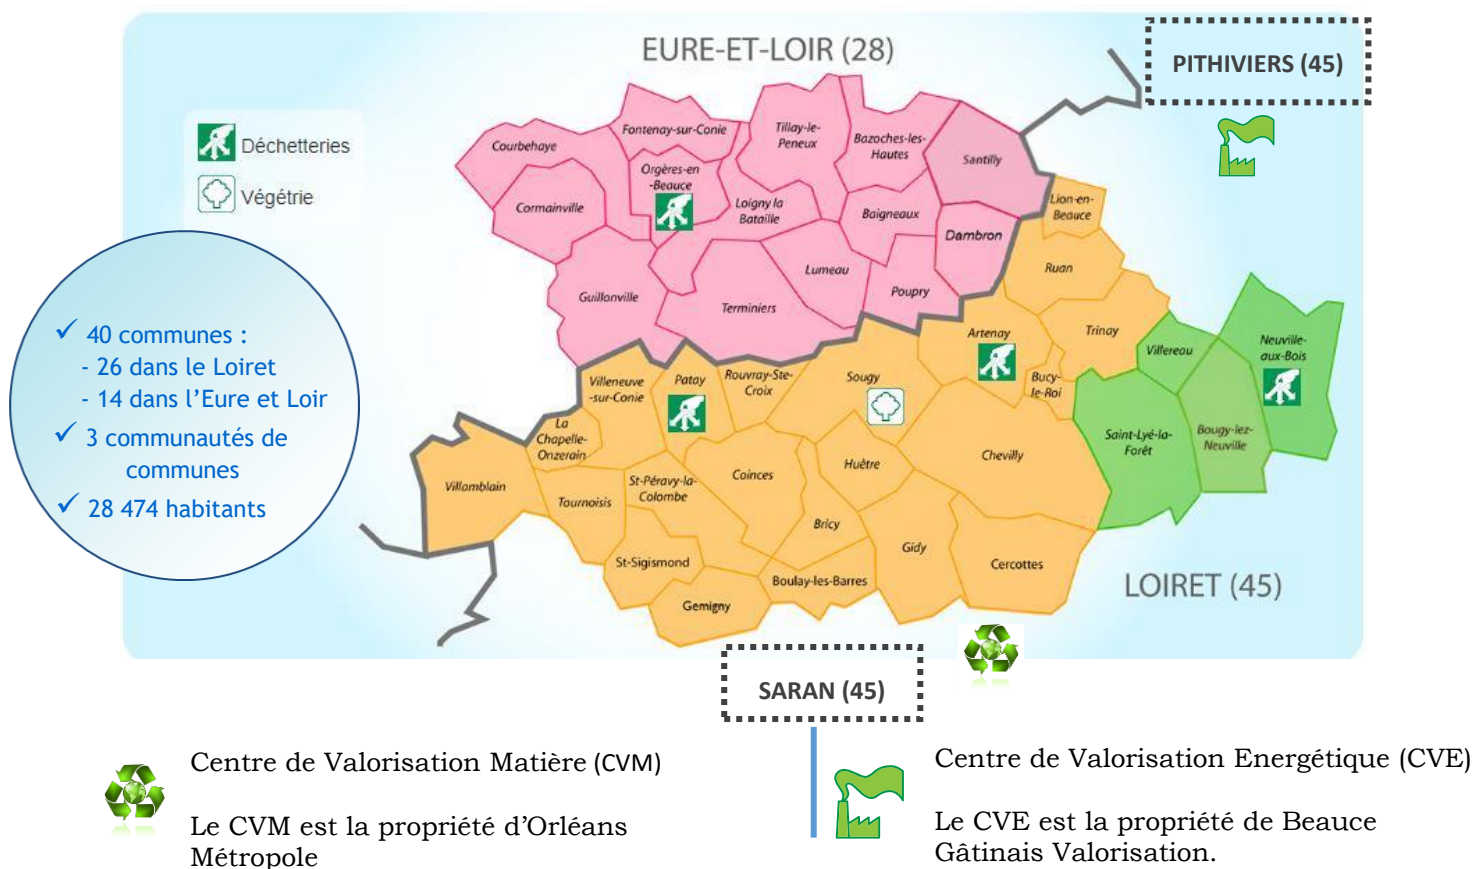 EURE-ET-LOIR (28)
PITHIVIERS (45)
Déchetteries
Végétrie
Courbehaye
Fontenay-sur-Conie
Tillay-le-
Peneux
Bazoches-les-
Hautes
Santilly
Orgères-en
-Beauce
Cormainville
Loigny la
Bataille
Baigneaux
Dambron
Lion-en-
Beauce
Ruan
Guillonville
Terminiers
Lumeau
Poupry
Artenay
Trinay
Villereau
Neuville-
aux-Bois
✓ 40 communes :
- 26 dans le Loiret
- 14 dans l’Eure et Loir
✓ 3 communautés de
communes
✓ 28 474 habitants
Villeneuve
-sur-Conie
Patay
Rouvray-Ste-
Croix
Sougy
Bucy-
le-Roi
La
Chapelle-
Onzerain
Saint-Lyé-la-
Forêt
Bougy-lez-
Neuville
Villamblain
Tournoisis
St-Péravy-la-
Colombe
Coinces
Huêtre
Chevilly
Bricy
Gidy
Cercottes
St-Sigismond
Gemigny
Boulay-les-Barres
LOIRET (45)
SARAN (45)
Centre de Valorisation Matière (CVM)
Le CVM est la propriété d’Orléans
Métropole
Centre de Valorisation Energétique (CVE)
Le CVE est la propriété de Beauce
Gâtinais Valorisation.